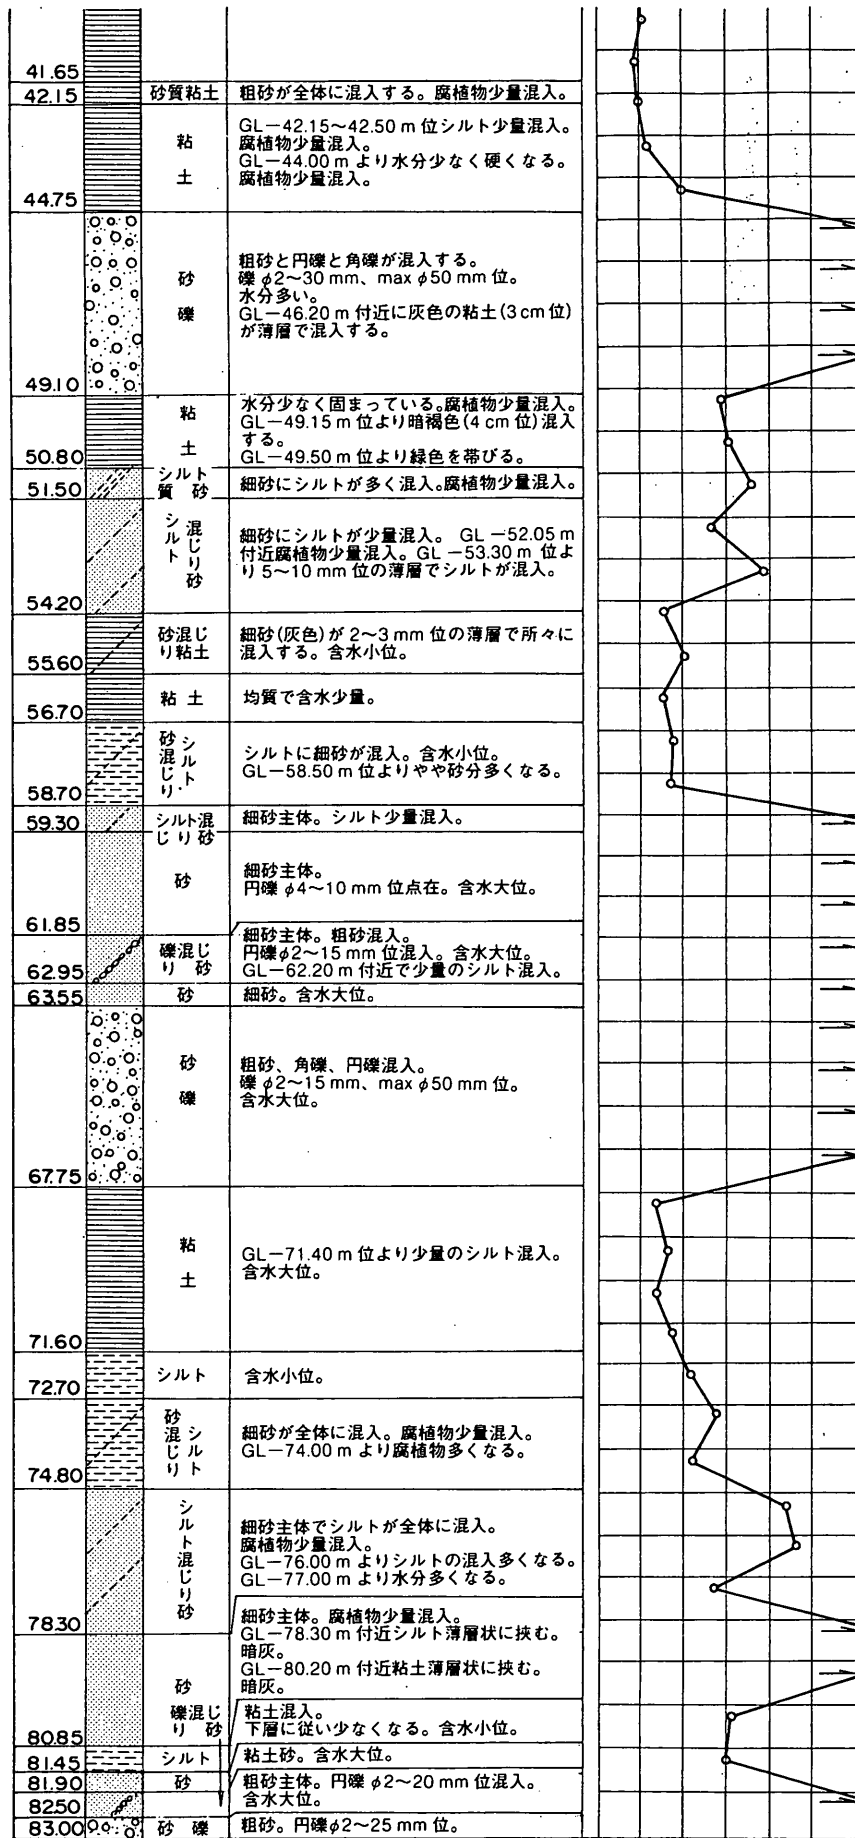 41.65
42.15 砂質粘土 粗砂が全体に混入する。腐植物少量混入。
粘土
GL－42.15～42.50 m 位シルト少量混入。
腐植物少量混入。
GL－44.00 m より水分少なく硬くなる。
腐植物少量混入。
44.75
砂礫
粗砂と円礫と角礫が混入する。
礫 φ2～30 mm、max φ50 mm 位。
水分多い。
GL－46.20 m 付近に灰色の粘土(3 cm 位)
が薄層で混入する。
49.10
粘土
水分少なく固まっている。腐植物少量混入。
GL－49.15 m 位より暗褐色(4 cm 位)混入
する。
GL－49.50 m 位より緑色を帯びる。
50.80
シルト
質 砂
細砂にシルトが多く混入。腐植物少量混入。
51.50
シルト
混じり砂
細砂にシルトが少量混入。 GL －52.05 m
付近腐植物少量混入。GL －53.30 m 位よ
り 5～10 mm 位の薄層でシルトが混入。
54.20
砂混じ
り粘土
細砂(灰色)が 2～3 mm 位の薄層で所々に
混入する。含水小位。
55.60
粘 土 均質で含水少量。
56.70
砂混じり
シルト
シルトに細砂が混入。含水小位。
GL－58.50 m 位よりやや砂分多くなる。
58.70
シルト混
じり砂
細砂主体。シルト少量混入。
59.30
砂
細砂主体。
円礫 φ4～10 mm 位点在。含水大位。
61.85
礫混じ
り 砂
細砂主体。粗砂混入。
円礫φ2～15 mm 位混入。含水大位。
GL－62.20 m 付近で少量のシルト混入。
62.95
砂 細砂。含水大位。
63.55
砂礫
粗砂、角礫、円礫混入。
礫 φ2～15 mm、max φ50 mm 位。
含水大位。
67.75
粘土
GL－71.40 m 位より少量のシルト混入。
含水大位。
71.60
シルト 含水小位。
72.70
砂混じり
シルト
細砂が全体に混入。腐植物少量混入。
GL－74.00 m より腐植物多くなる。
74.80
シルト混じり砂
細砂主体でシルトが全体に混入。
腐植物少量混入。
GL－76.00 m よりシルトの混入多くなる。
GL－77.00 m より水分多くなる。
78.30
砂
細砂主体。腐植物少量混入。
GL－78.30 m 付近シルト薄層状に挟む。
暗灰。
GL－80.20 m 付近粘土薄層状に挟む。
暗灰。
礫混じ
り 砂
粘土混入。
下層に従い少なくなる。含水小位。
80.85
シルト 粘土砂。含水大位。
81.45
砂
粗砂主体。円礫 φ2～20 mm 位混入。
含水大位。
81.90
82.50
83.00 砂 礫 粗砂。円礫φ2～25 mm 位。